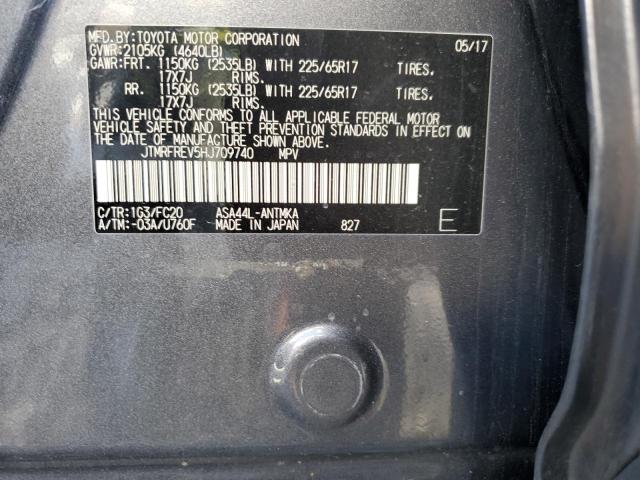 MFD.BY:TOYOTA MOTOR CORPORATION 05/17
GVWR:2105KG (4640LB)
GAWR:FRT. 1150KG (2535LB) WITH 225/65R17 TIRES.
17X7J RIMS.
RR. 1150KG (2535LB) WITH 225/65R17 TIRES,
17X7J RIMS.
THIS VEHICLE CONFORMS TO ALL APPLICABLE FEDERAL MOTOR
VEHICLE SAFETY AND THEFT PREVENTION STANDARDS IN EFFECT ON
THE DATE OF MANUFACTURE SHOWN ABOVE.
JTMRFREV5HJ709740 MPV
C/TR:1G3/FC20 ASA44L-ANTMKA
A/TM:-03A/U760F MADE IN JAPAN 827 E